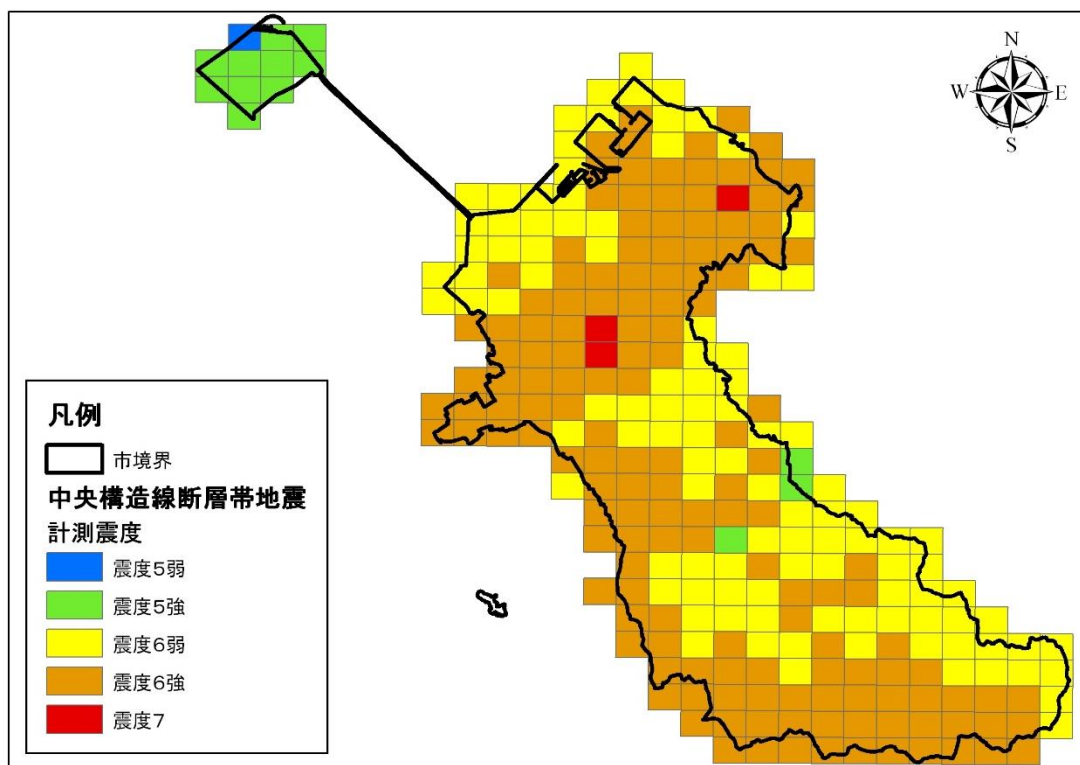 N
W E
S
凡例
市境界
中央構造線断層帯地震
計測震度
震度5弱
震度5強
震度6弱
震度6強
震度7